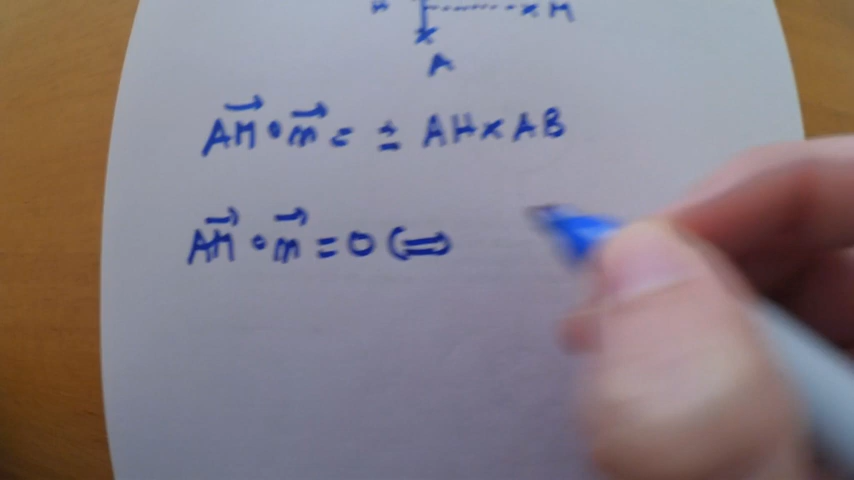 x M
A
AM • n = ± AH x AB
AM • n = 0 ⇔